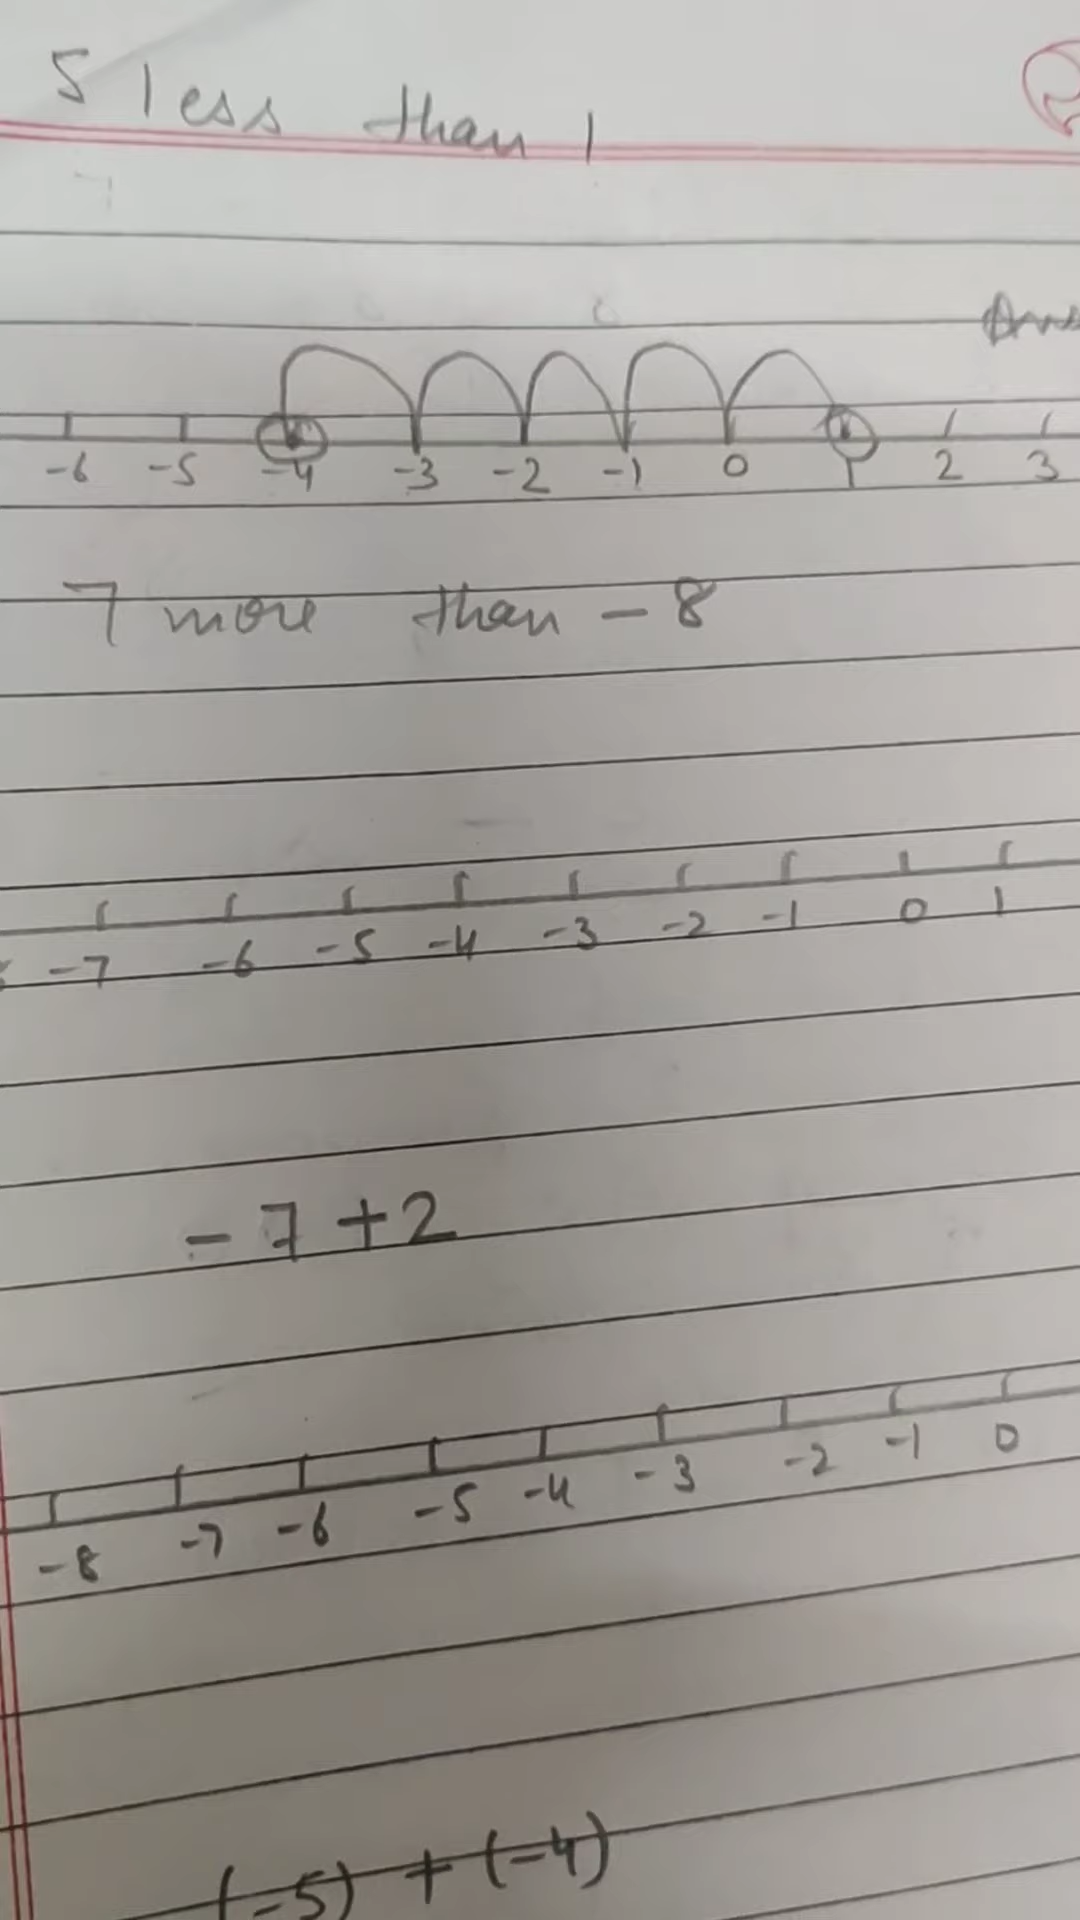 5 less than 1
-6 -5 -4 -3 -2 -1 0 1 2 3
7 more than -8
-7 -6 -5 -4 -3 -2 -1 0 1
-7+2
-8 -7 -6 -5 -4 -3 -2 -1 0
(-5) + (-4)